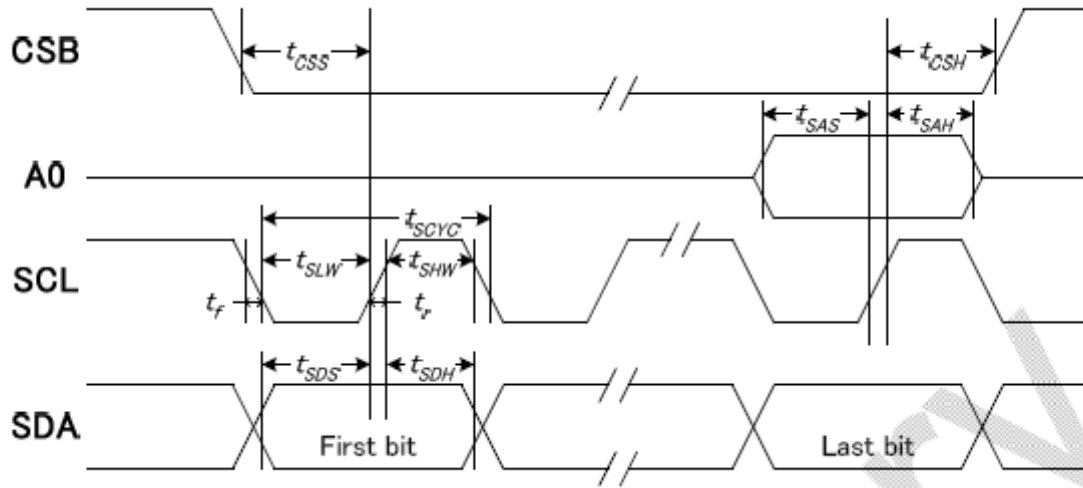 CSB
tCSS
tCSH
tSAS
tSAH
A0
tSCYC
SCL
tSLW
tSHW
tf
tr
tSDS
tSDH
SDA
First bit
Last bit